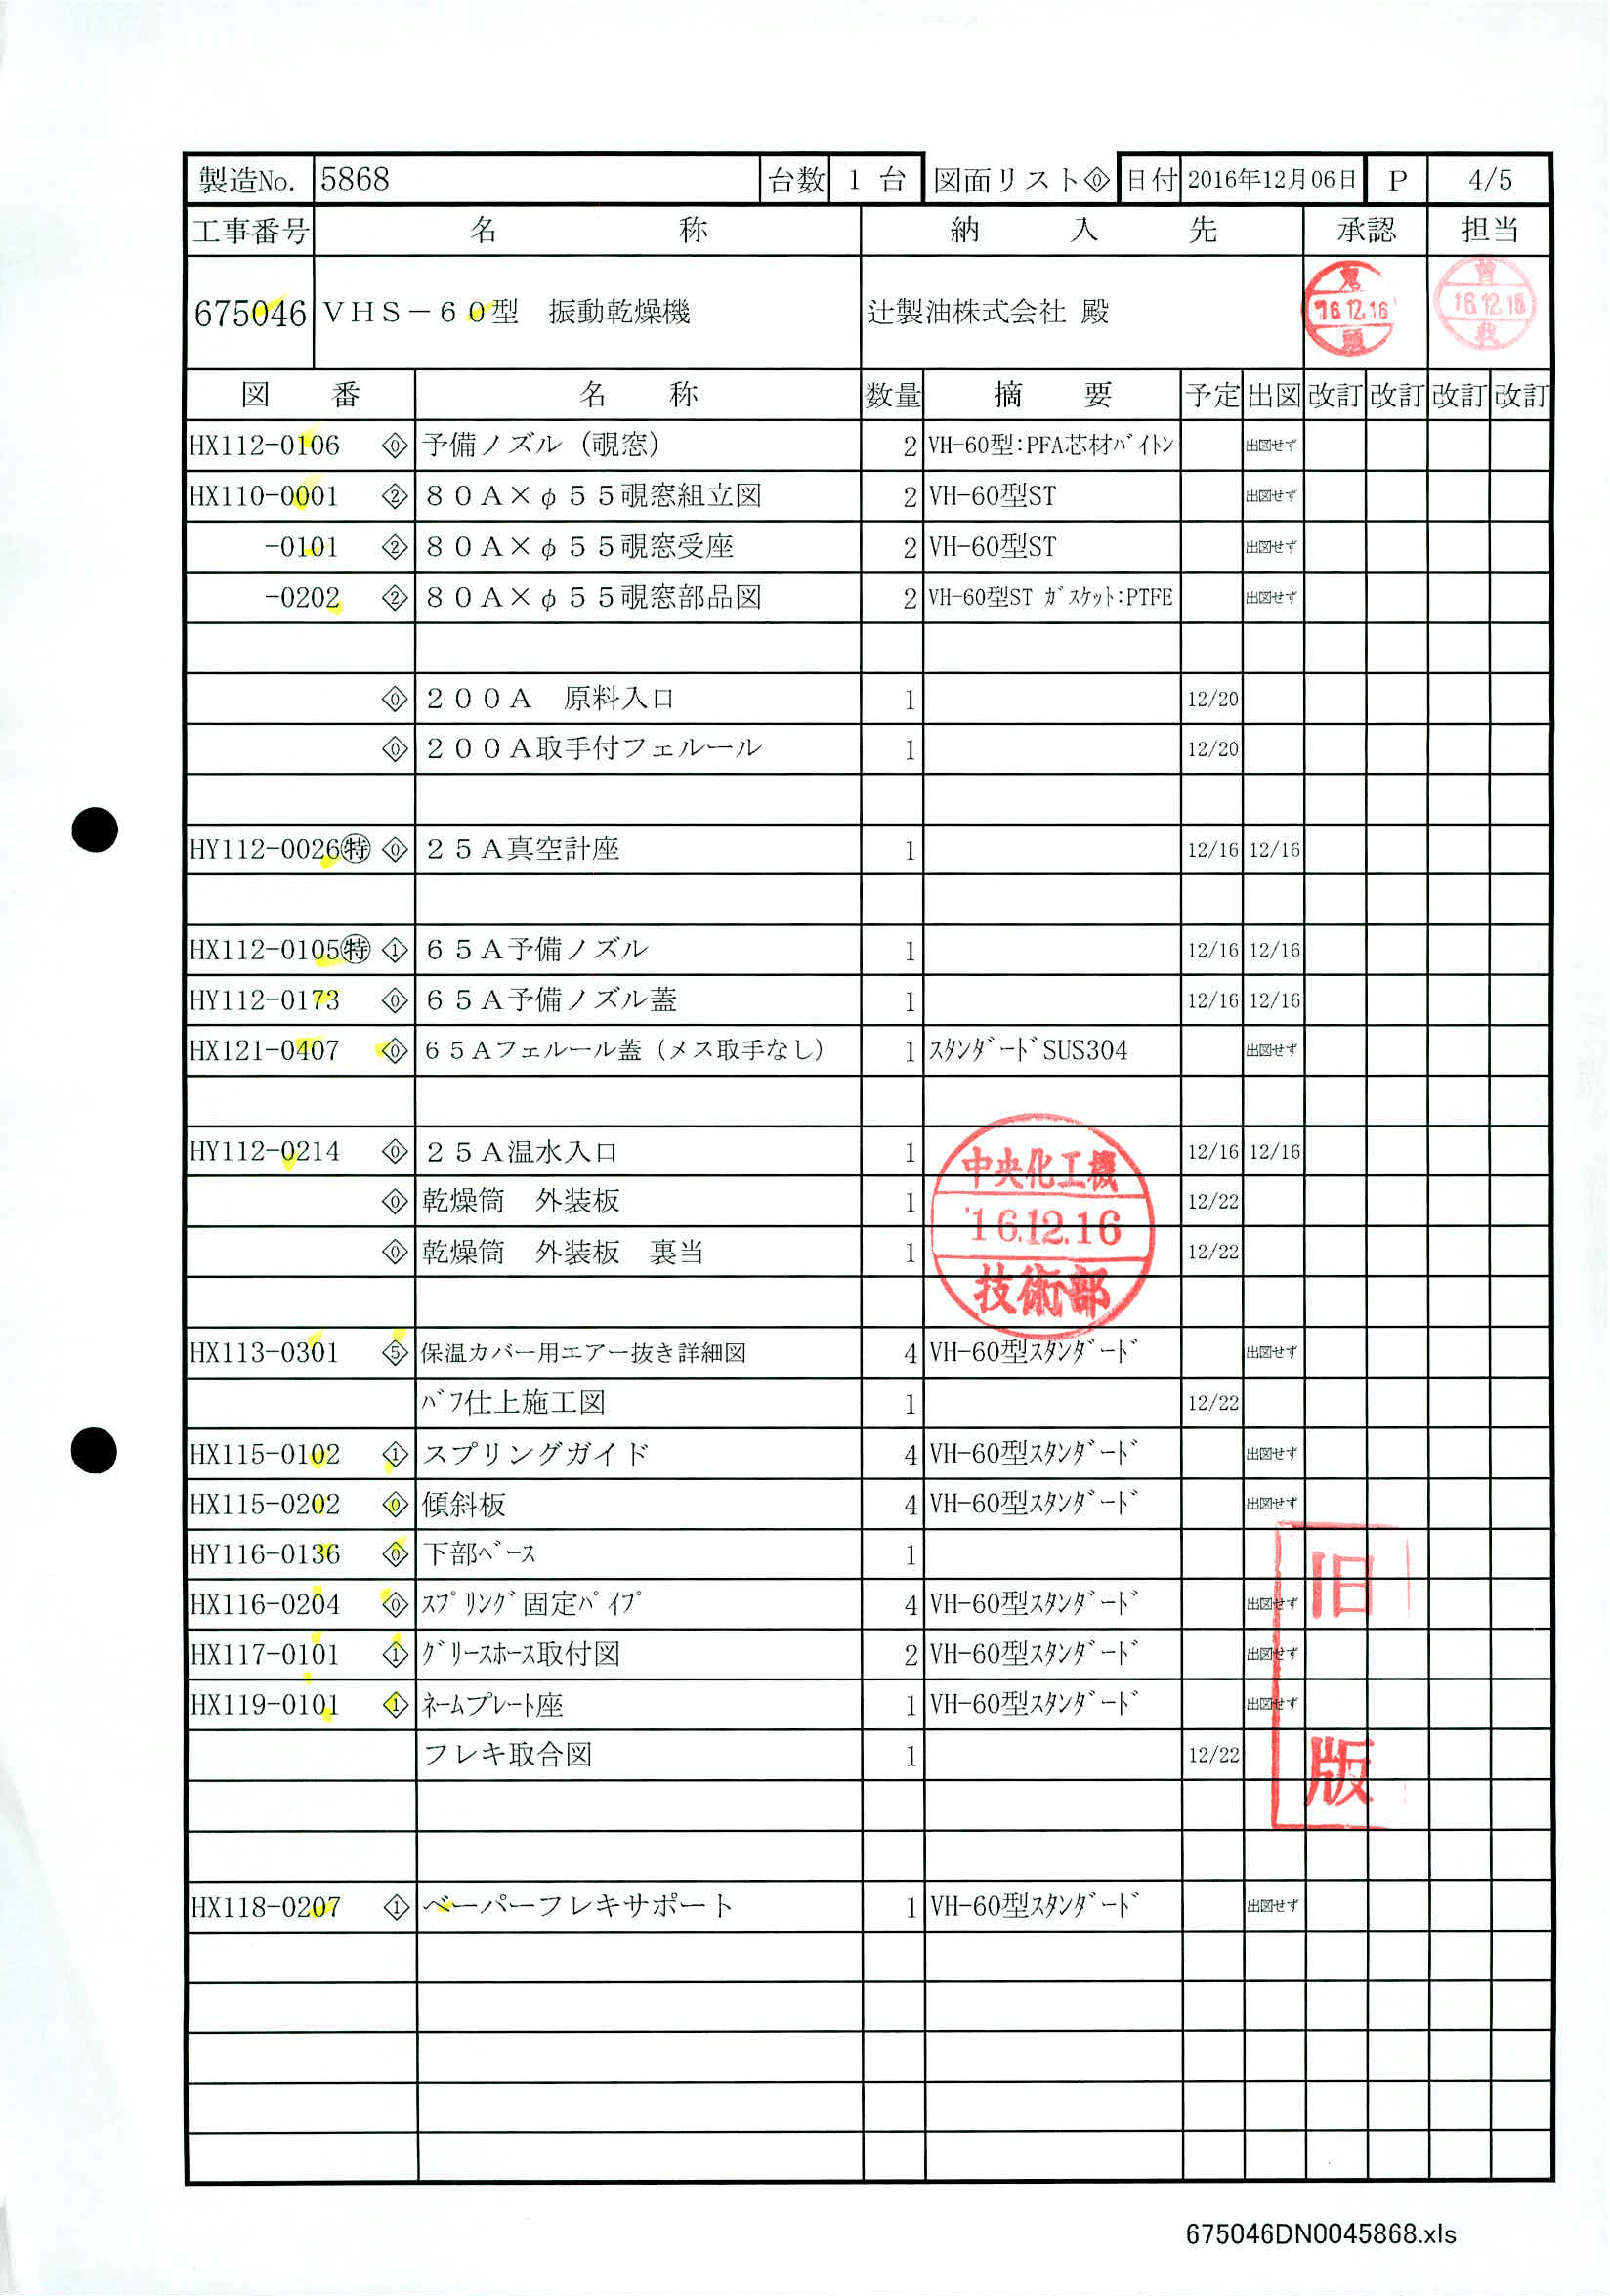 製造No. 5868 台数 1 台 図面リスト◇0 日付 2016年12月06日 P 4/5
工事番号 名 称 納 入 先 承認 担当
675046 VHS-60型 振動乾燥機 辻製油株式会社 殿 '16.12.16 16.12.16
図 番 名 称 数量 摘 要 予定 出図 改訂 改訂 改訂 改訂
HX112-0106 0 予備ノズル（覗窓） 2 VH-60型:PFA芯材ﾊﾞｲﾄﾝ 出図せず
HX110-0001 2 80A×φ55覗窓組立図 2 VH-60型ST 出図せず
-0101 2 80A×φ55覗窓受座 2 VH-60型ST 出図せず
-0202 2 80A×φ55覗窓部品図 2 VH-60型ST ｶﾞｽｹｯﾄ:PTFE 出図せず
0 200A 原料入口 1 12/20
0 200A取手付フェルール 1 12/20
HY112-0026㊕ 0 25A真空計座 1 12/16 12/16
HX112-0105㊕ 1 65A予備ノズル 1 12/16 12/16
HY112-0173 0 65A予備ノズル蓋 1 12/16 12/16
HX121-0407 0 65Aフェルール蓋（メス取手なし） 1 ｽﾀﾝﾀﾞｰﾄﾞSUS304 出図せず
HY112-0214 0 25A温水入口 1 12/16 12/16
0 乾燥筒 外装板 1 12/22
0 乾燥筒 外装板 裏当 1 12/22
中央化工機
'16.12.16
技術部
HX113-0301 5 保温カバー用エアー抜き詳細図 4 VH-60型ｽﾀﾝﾀﾞｰﾄﾞ 出図せず
ﾊﾞﾌ仕上施工図 1 12/22
HX115-0102 1 スプリングガイド 4 VH-60型ｽﾀﾝﾀﾞｰﾄﾞ 出図せず
HX115-0202 0 傾斜板 4 VH-60型ｽﾀﾝﾀﾞｰﾄﾞ 出図せず
HY116-0136 0 下部ﾍﾞｰｽ 1
HX116-0204 0 ｽﾌﾟﾘﾝｸﾞ固定ﾊﾟｲﾌﾟ 4 VH-60型ｽﾀﾝﾀﾞｰﾄﾞ 出図せず
HX117-0101 1 ｸﾞﾘｰｽﾎｰｽ取付図 2 VH-60型ｽﾀﾝﾀﾞｰﾄﾞ 出図せず
HX119-0101 1 ﾈｰﾑプﾚｰﾄ座 1 VH-60型ｽﾀﾝﾀﾞｰﾄﾞ 出図せず
フレキ取合図 1 12/22
旧
版
HX118-0207 1 ベーパーフレキサポート 1 VH-60型ｽﾀﾝﾀﾞｰﾄﾞ 出図せず
675046DN0045868.xls